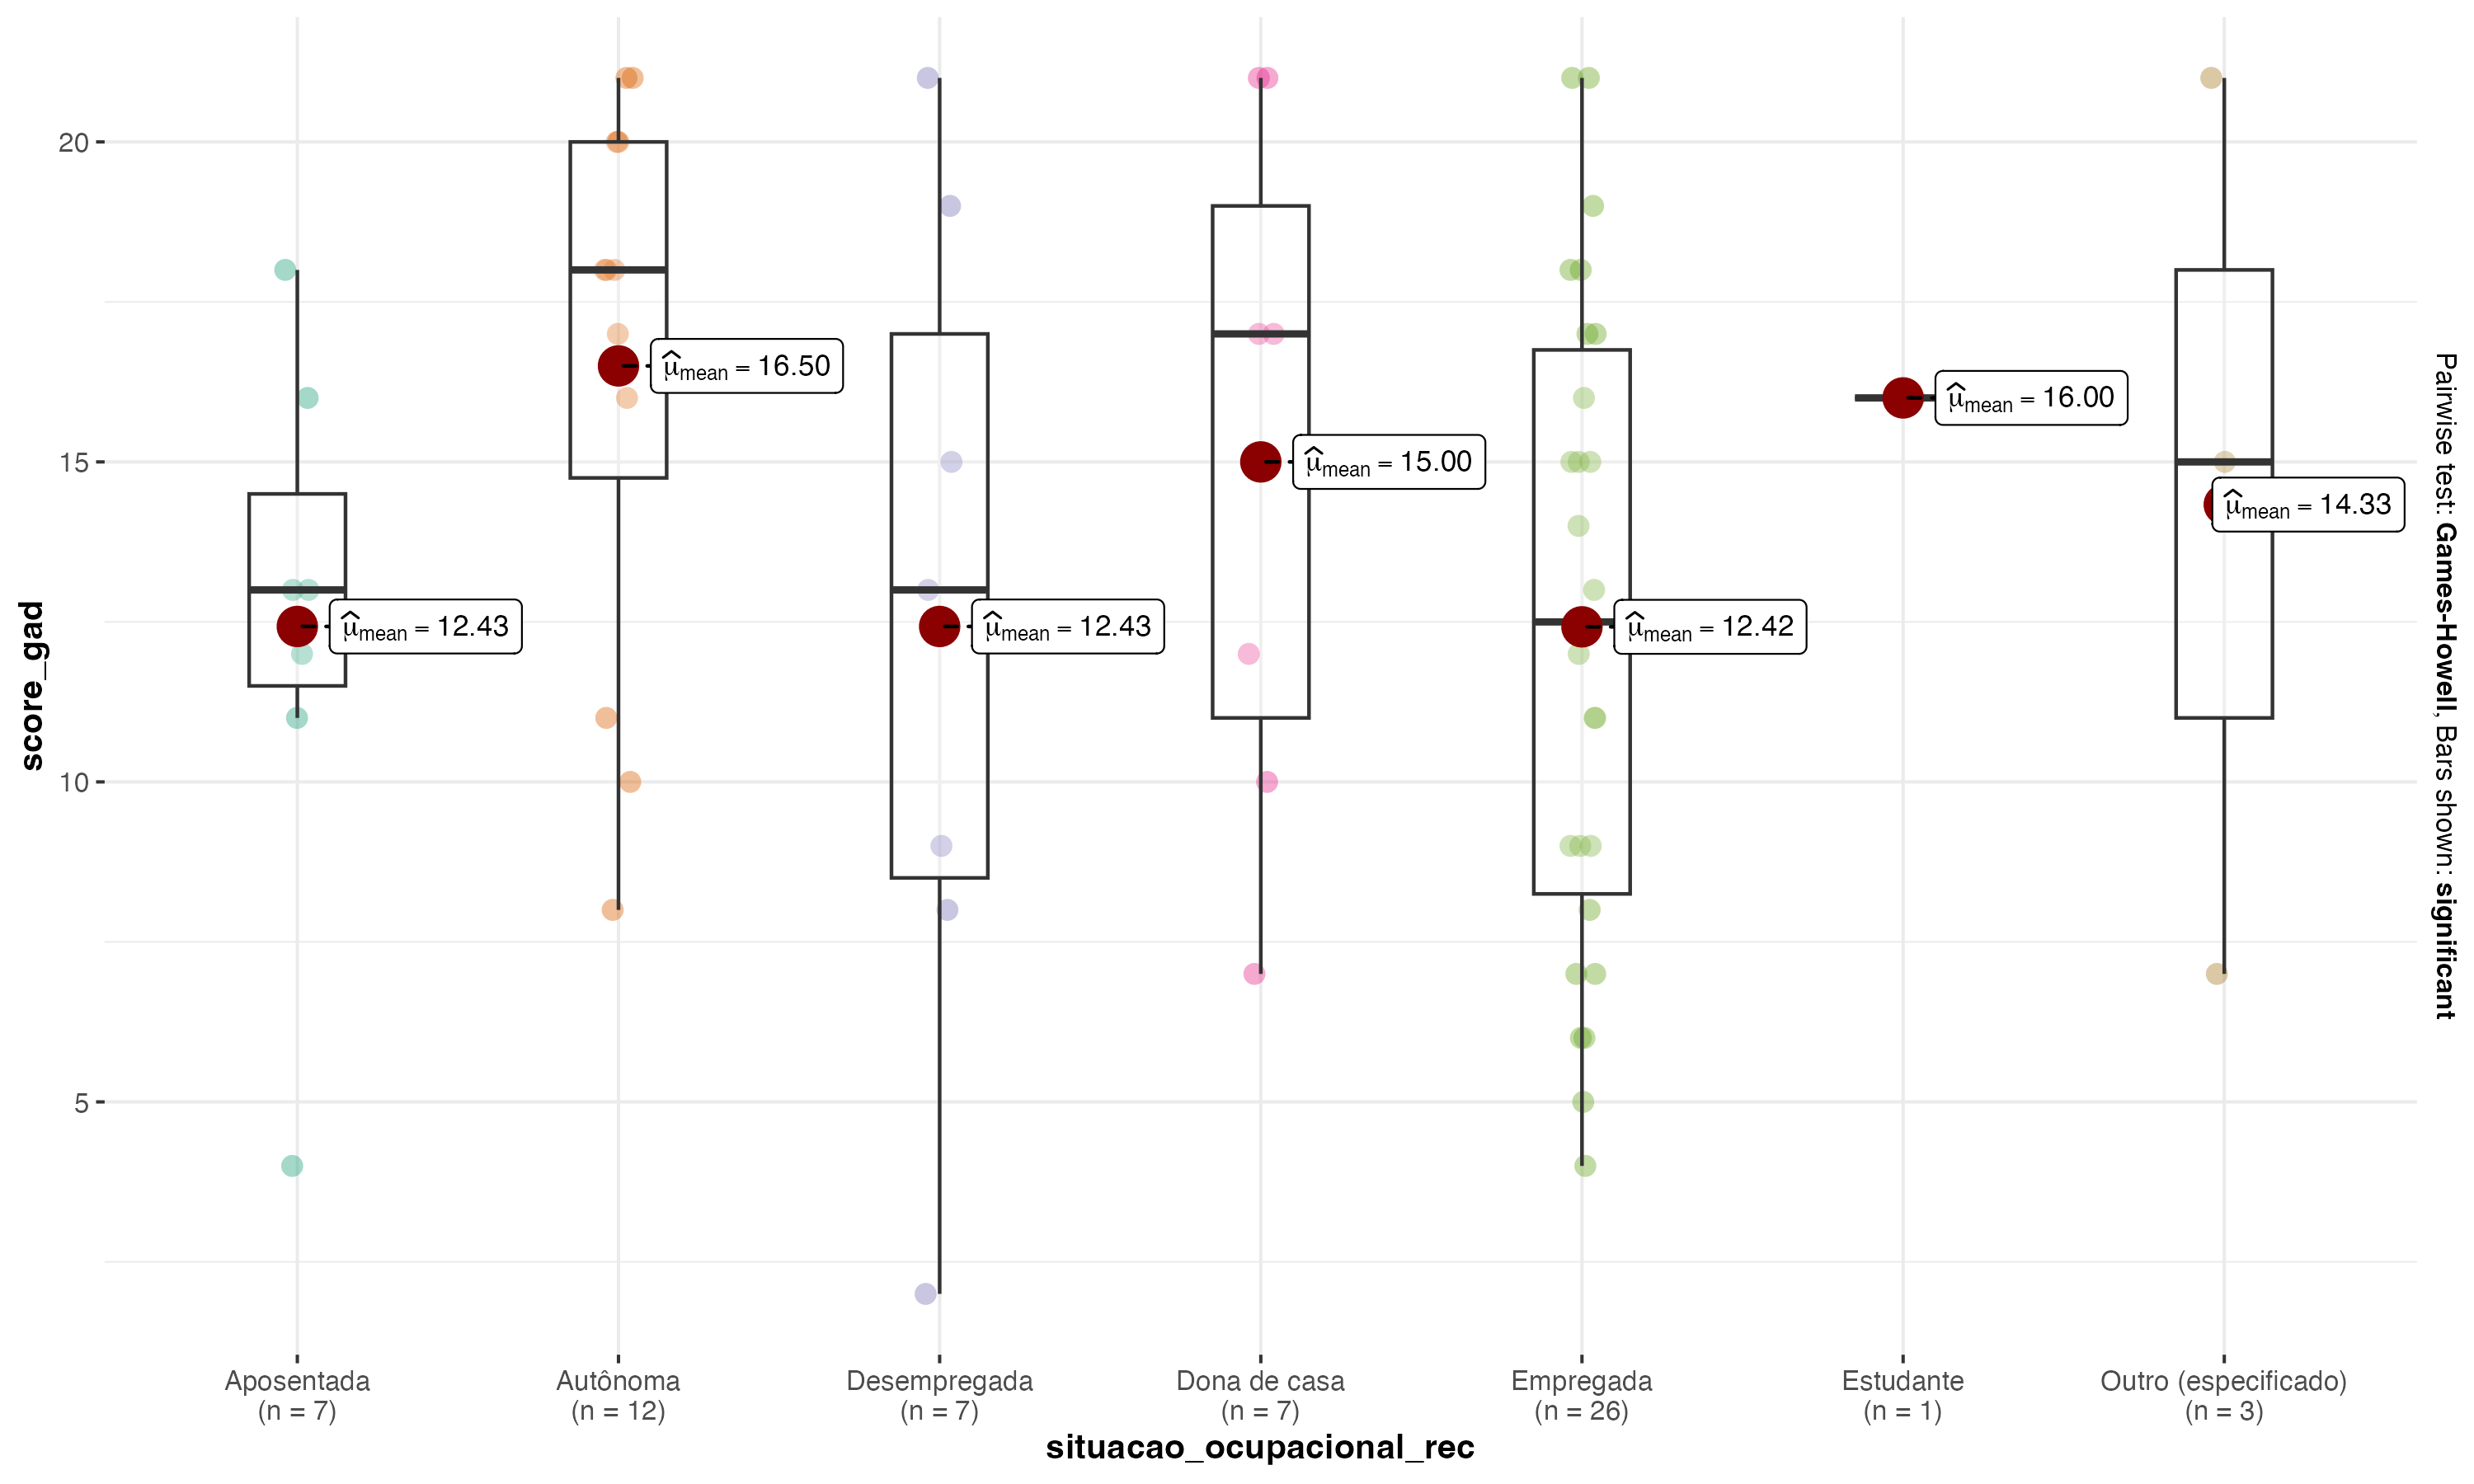 score_gap
20
15
10
5
μ̂mean = 12.43
μ̂mean = 16.50
μ̂mean = 12.43
μ̂mean = 15.00
μ̂mean = 12.42
μ̂mean = 16.00
μ̂mean = 14.33
Aposentada
(n = 7)
Autônoma
(n = 12)
Desempregada
(n = 7)
Dona de casa
(n = 7)
Empregada
(n = 26)
Estudante
(n = 1)
Outro (especificado)
(n = 3)
situacao_ocupacional_rec
Pairwise test: Games-Howell, Bars shown: significant